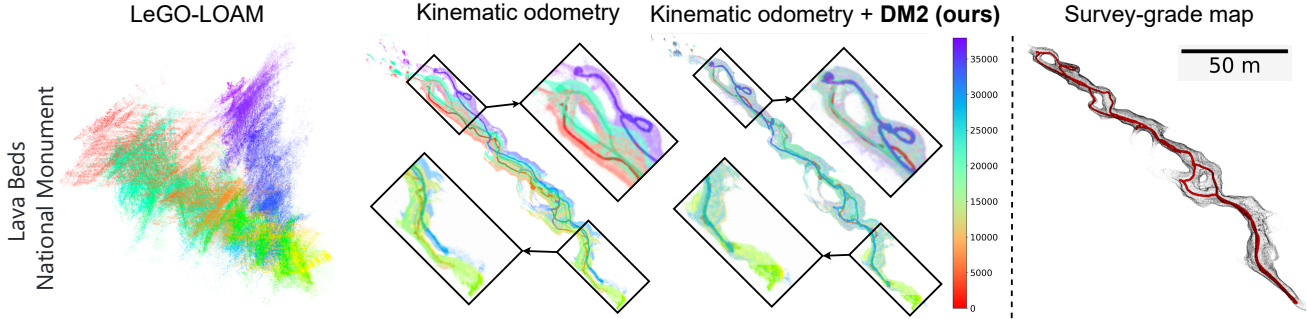 LeGO-LOAM
Kinematic odometry
Kinematic odometry + DM2 (ours)
Survey-grade map
Lava Beds
National Monument
35000
30000
25000
20000
15000
10000
5000
0
50 m